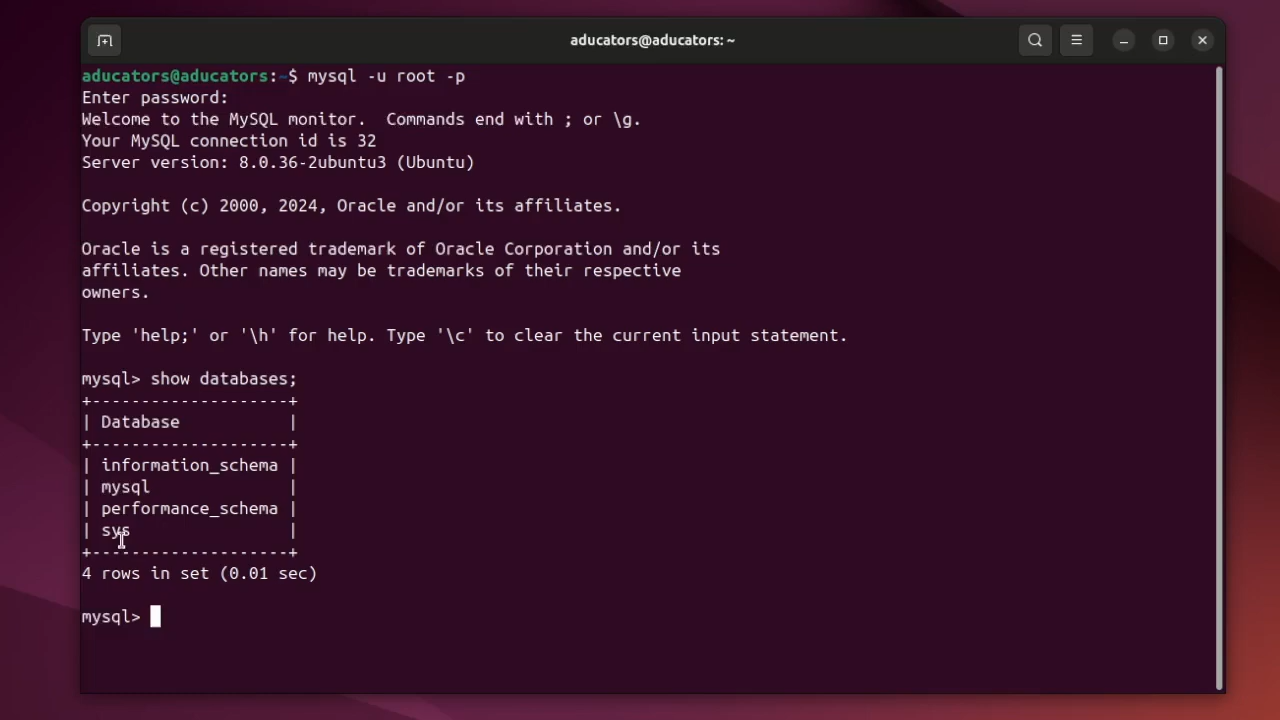 aducators@aducators: ~
aducators@aducators:~$ mysql -u root -p
Enter password:
Welcome to the MySQL monitor.  Commands end with ; or \g.
Your MySQL connection id is 32
Server version: 8.0.36-2ubuntu3 (Ubuntu)
Copyright (c) 2000, 2024, Oracle and/or its affiliates.
Oracle is a registered trademark of Oracle Corporation and/or its
affiliates. Other names may be trademarks of their respective
owners.
Type 'help;' or '\h' for help. Type '\c' to clear the current input statement.
mysql> show databases;
+--------------------+
| Database           |
+--------------------+
| information_schema |
| mysql              |
| performance_schema |
| sys                |
+--------------------+
4 rows in set (0.01 sec)
mysql>